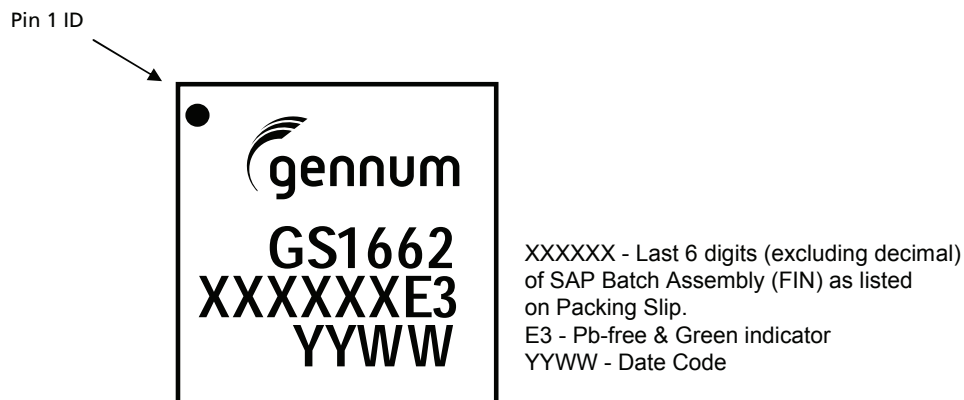 Pin 1 ID
gennum
GS1662
XXXXXXE3
YYWW
XXXXXX - Last 6 digits (excluding decimal)
of SAP Batch Assembly (FIN) as listed
on Packing Slip.
E3 - Pb-free & Green indicator
YYWW - Date Code